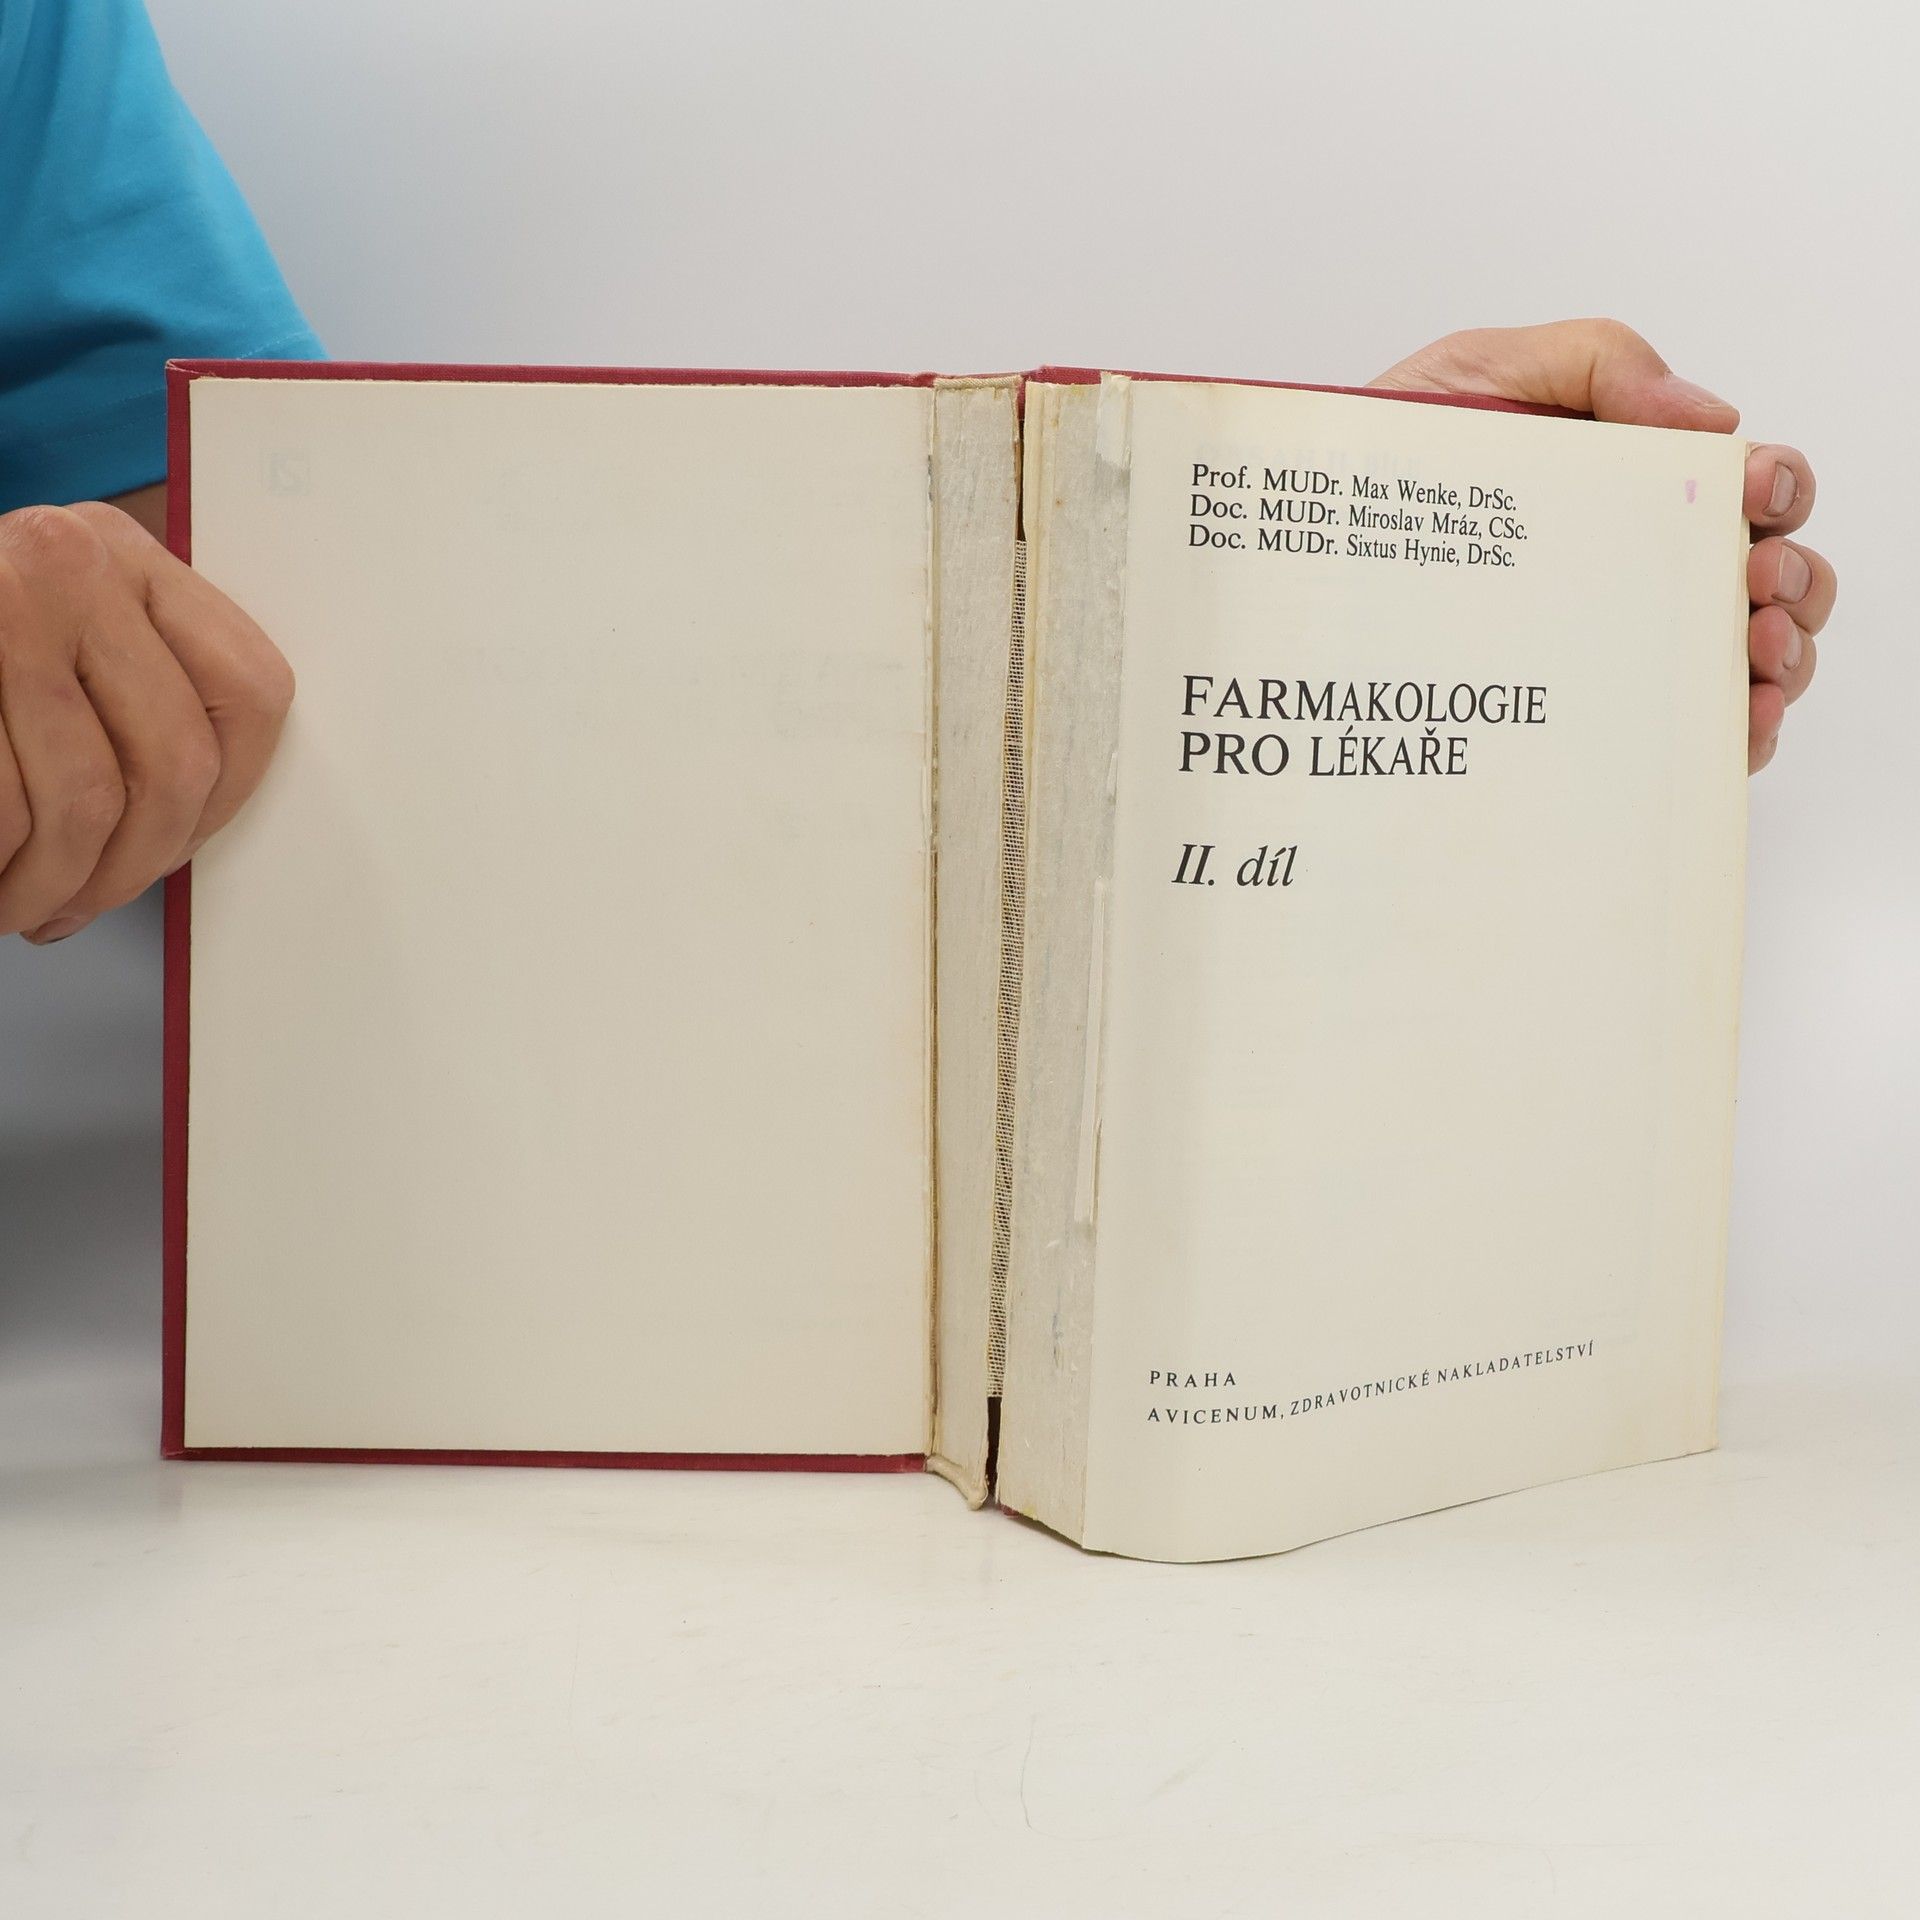 Prof. MUDr. Max Wenke, DrSc.
Doc. MUDr. Miroslav Mráz, CSc.
Doc. MUDr. Sixtus Hynie, DrSc.
FARMAKOLOGIE
PRO LÉKAŘE
II. díl
PRAHA
AVICENUM, ZDRAVOTNICKÉ NAKLADATELSTVÍ